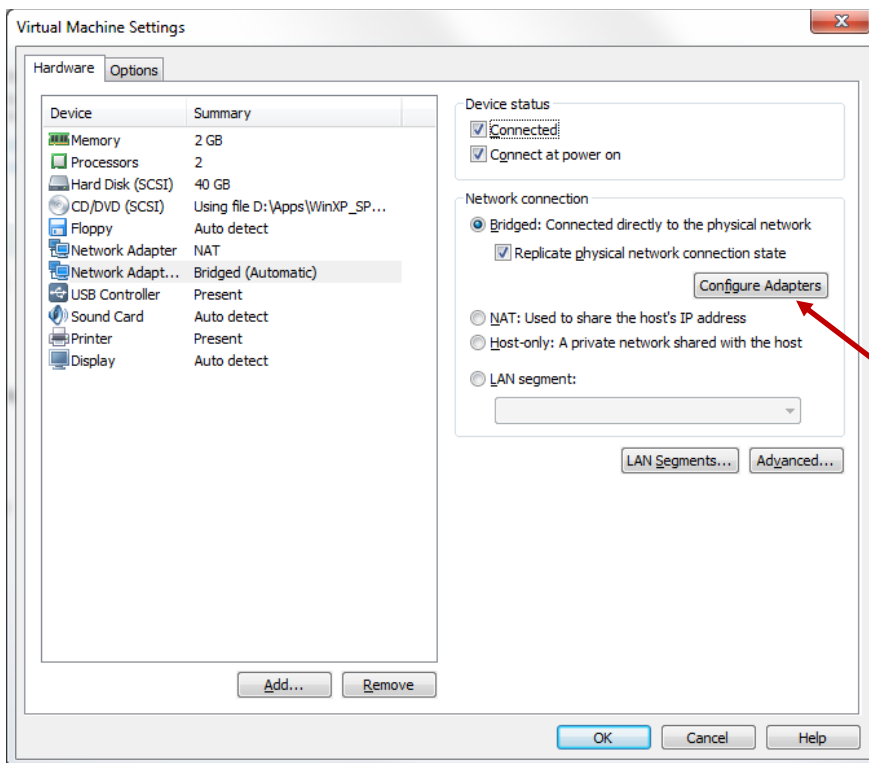 Virtual Machine Settings
x
Hardware Options
Device Summary
Memory 2 GB
Processors 2
Hard Disk (SCSI) 40 GB
CD/DVD (SCSI) Using file D:\Apps\WinXP_SP...
Floppy Auto detect
Network Adapter NAT
Network Adapt... Bridged (Automatic)
USB Controller Present
Sound Card Auto detect
Printer Present
Display Auto detect
Add... Remove
Device status
Connected
Connect at power on
Network connection
Bridged: Connected directly to the physical network
Replicate physical network connection state
Configure Adapters
NAT: Used to share the host's IP address
Host-only: A private network shared with the host
LAN segment:
LAN Segments... Advanced...
OK Cancel Help